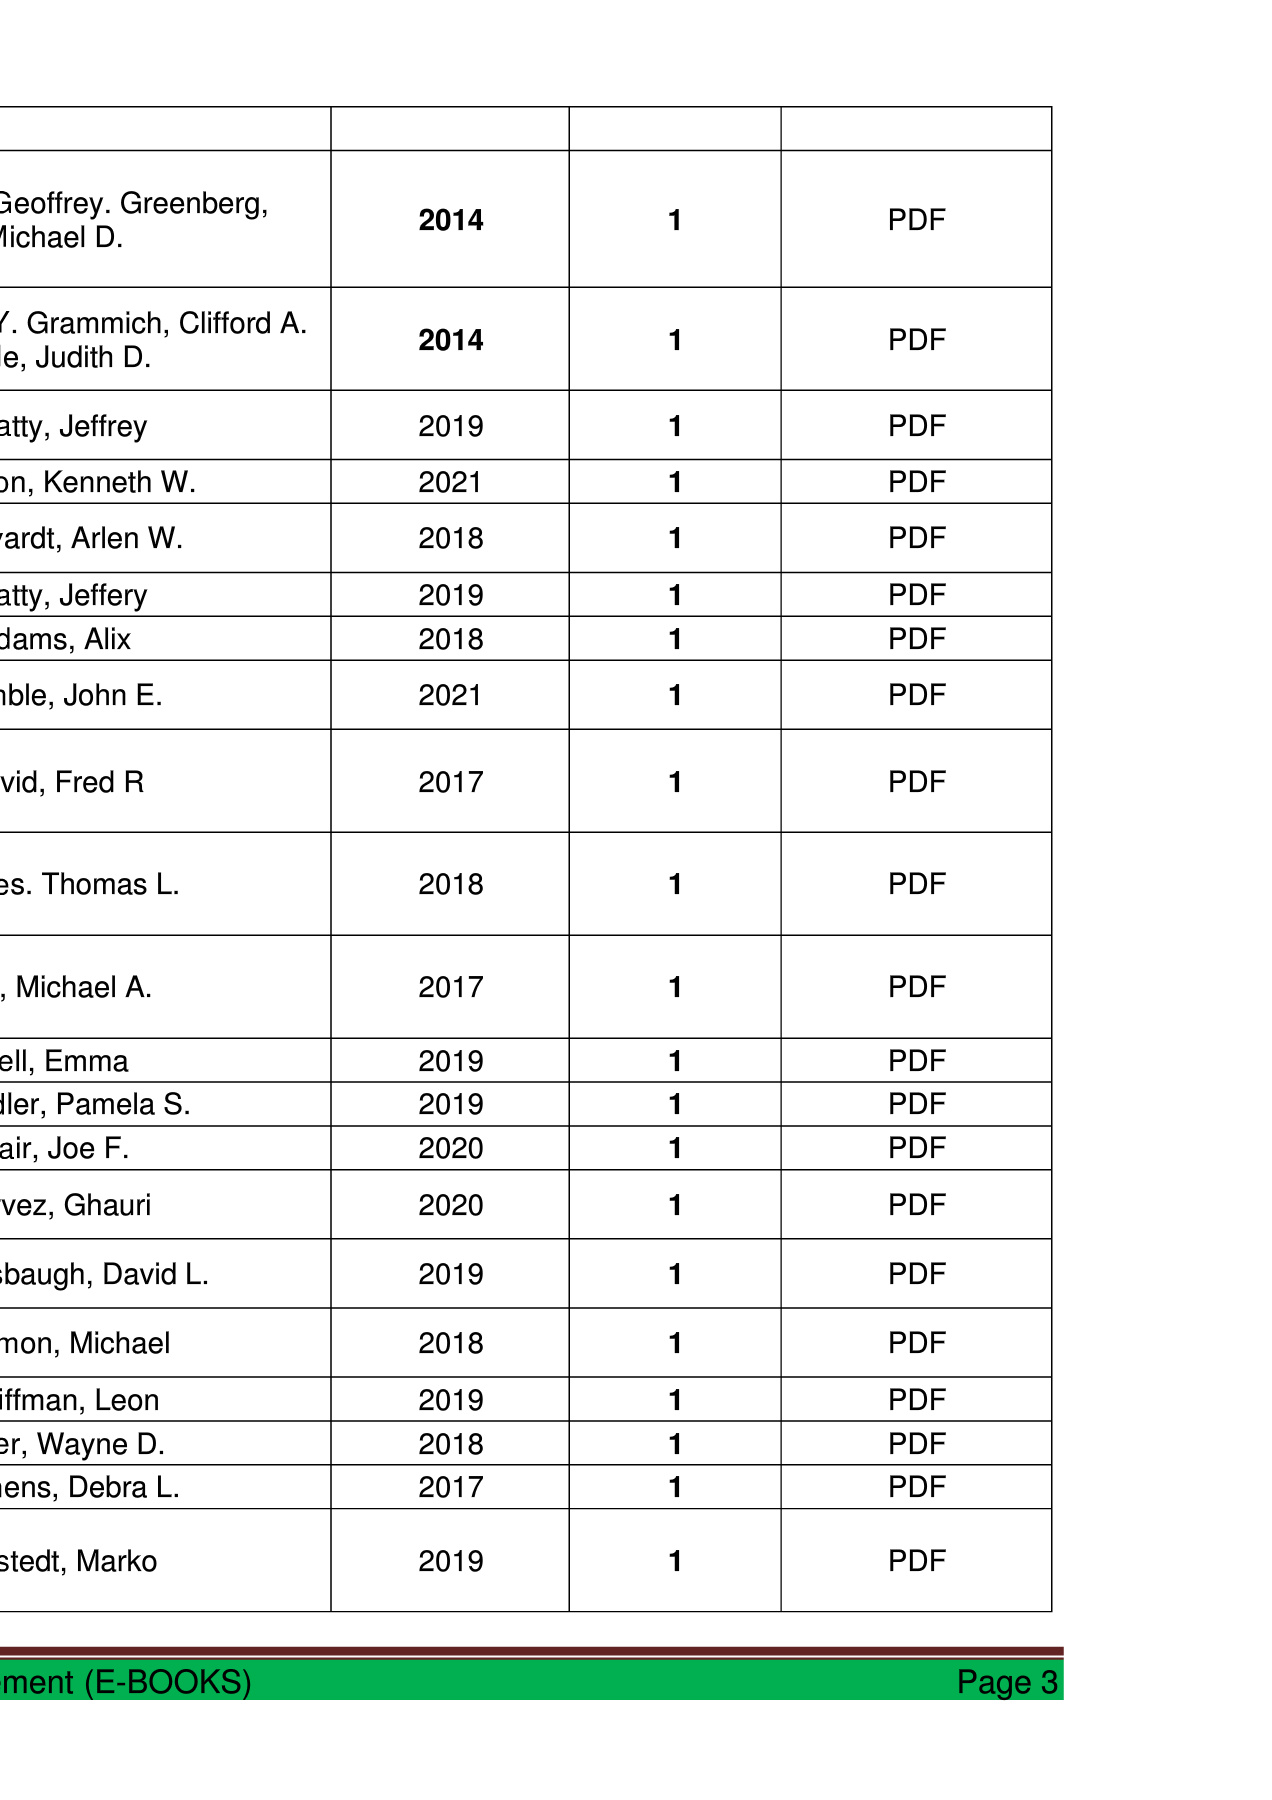 Geoffrey. Greenberg,
Michael D. 2014 1 PDF
Y. Grammich, Clifford A.
le, Judith D. 2014 1 PDF
atty, Jeffrey 2019 1 PDF
on, Kenneth W. 2021 1 PDF
vardt, Arlen W. 2018 1 PDF
atty, Jeffery 2019 1 PDF
dams, Alix 2018 1 PDF
mble, John E. 2021 1 PDF
vid, Fred R 2017 1 PDF
es. Thomas L. 2018 1 PDF
, Michael A. 2017 1 PDF
ell, Emma 2019 1 PDF
dler, Pamela S. 2019 1 PDF
air, Joe F. 2020 1 PDF
vez, Ghauri 2020 1 PDF
sbaugh, David L. 2019 1 PDF
mon, Michael 2018 1 PDF
iffman, Leon 2019 1 PDF
er, Wayne D. 2018 1 PDF
hens, Debra L. 2017 1 PDF
stedt, Marko 2019 1 PDF
ement (E-BOOKS) Page 3